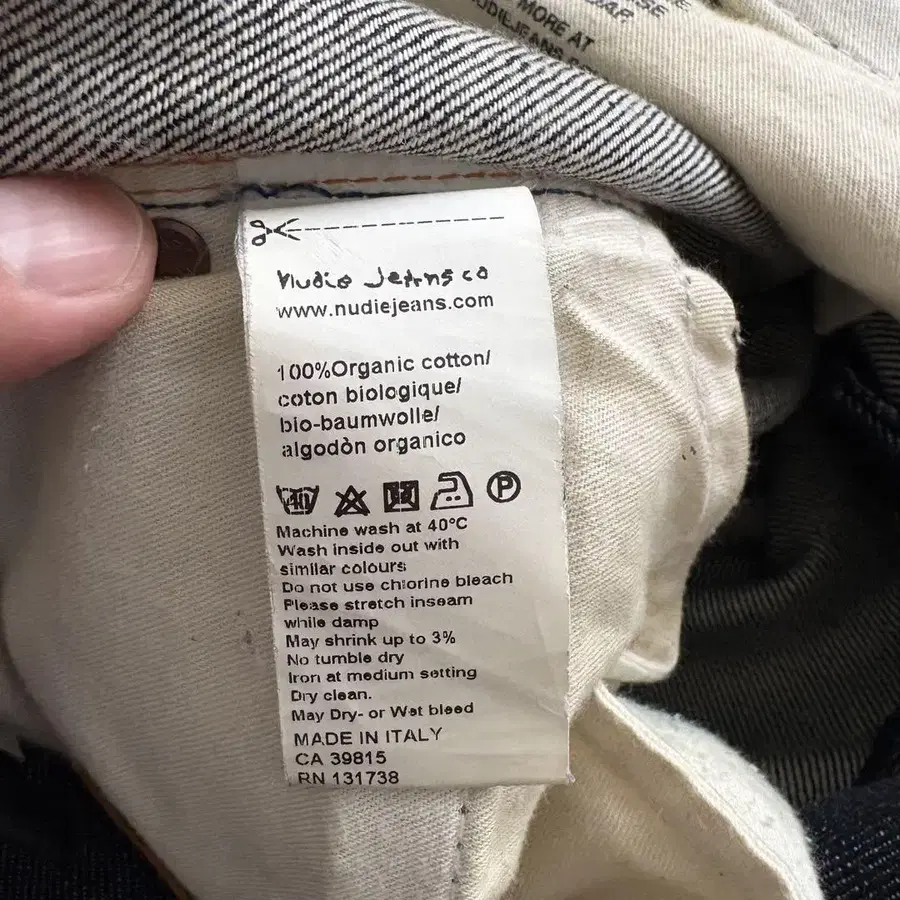 MORE AT
Nudie Jeans co
www.nudiejeans.com
100%Organic cotton/
coton biologique/
bio-baumwolle/
algodòn organico
40
P
Machine wash at 40°C
Wash inside out with
similar colours
Do not use chlorine bleach
Please stretch inseam
while damp
May shrink up to 3%
No tumble dry
Iron at medium setting
Dry clean.
May Dry- or Wet bleed
MADE IN ITALY
CA 39815
RN 131738